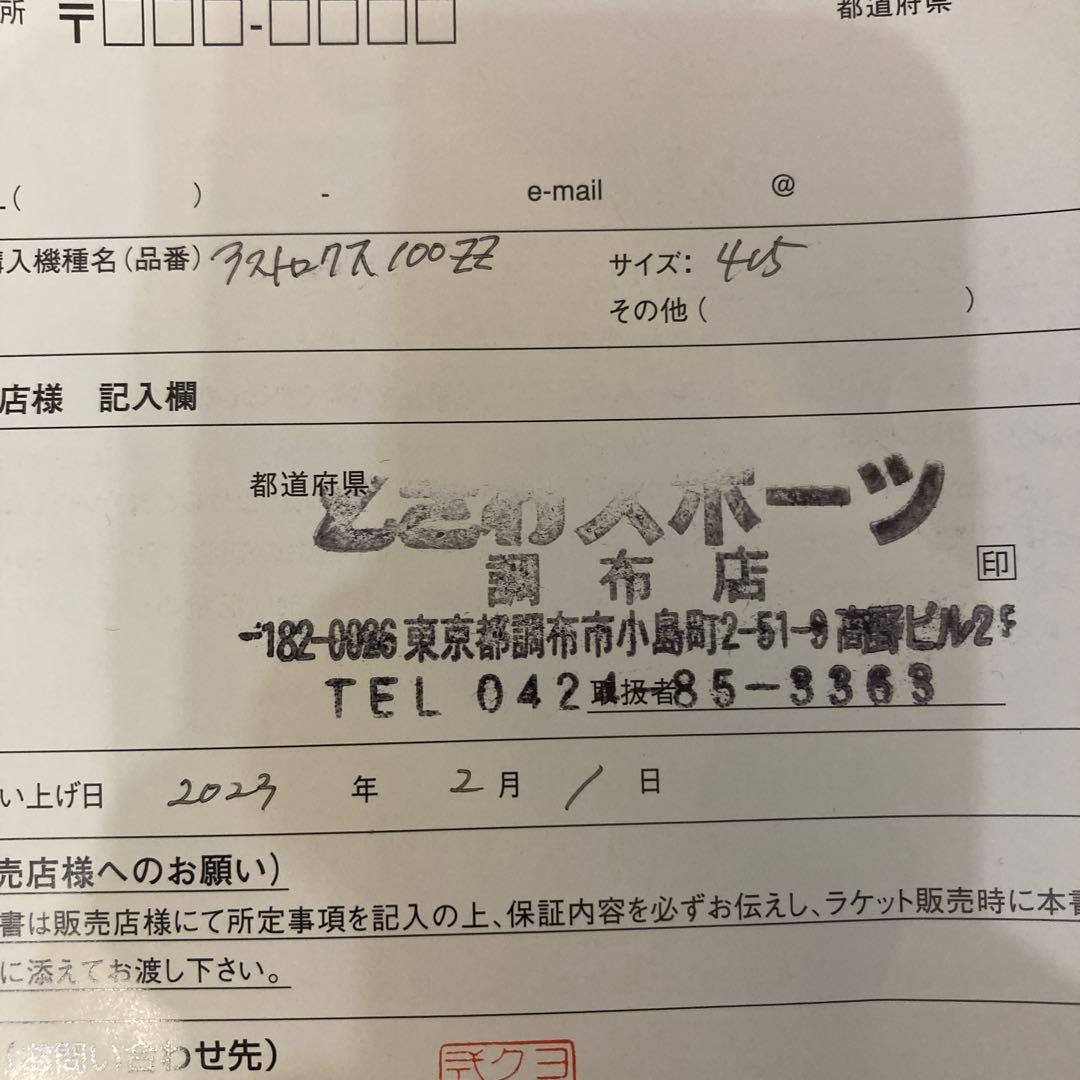 所 〒□□□-□□□□ 都道府県
( ) - e-mail @
購入機種名(品番) アストロクス100ZZ サイズ: 4U5
その他( )
店様 記入欄
都道府県
ときわスポーツ
調布店
印
〒182-0026 東京都調布市小島町2-51-9 高野ビル2F
TEL 0424-85-3363
取扱者
い上げ日 2023 年 2 月 1 日
売店様へのお願い)
書は販売店様にて所定事項を記入の上、保証内容を必ずお伝えし、ラケット販売時に本書
に添えてお渡し下さい。
(お問い合わせ先)